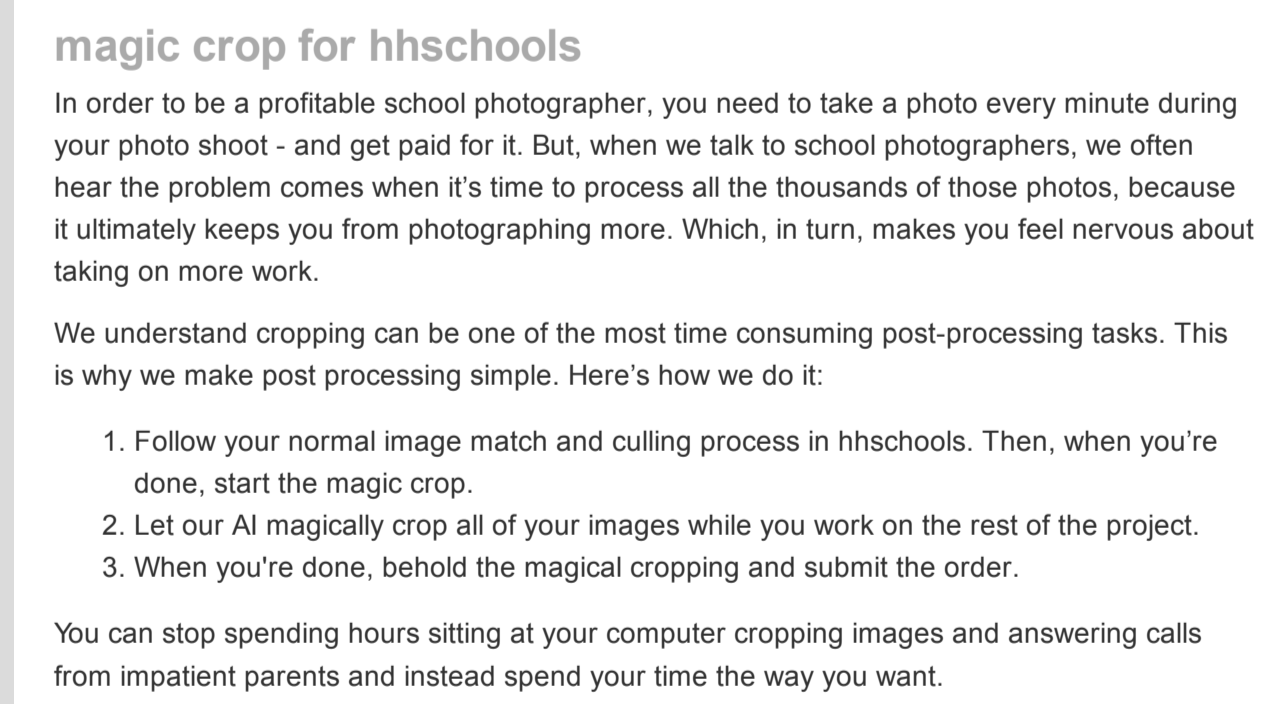 magic crop for hhschools
In order to be a profitable school photographer, you need to take a photo every minute during
your photo shoot - and get paid for it. But, when we talk to school photographers, we often
hear the problem comes when it’s time to process all the thousands of those photos, because
it ultimately keeps you from photographing more. Which, in turn, makes you feel nervous about
taking on more work.
We understand cropping can be one of the most time consuming post-processing tasks. This
is why we make post processing simple. Here’s how we do it:
1. Follow your normal image match and culling process in hhschools. Then, when you’re
done, start the magic crop.
2. Let our AI magically crop all of your images while you work on the rest of the project.
3. When you're done, behold the magical cropping and submit the order.
You can stop spending hours sitting at your computer cropping images and answering calls
from impatient parents and instead spend your time the way you want.